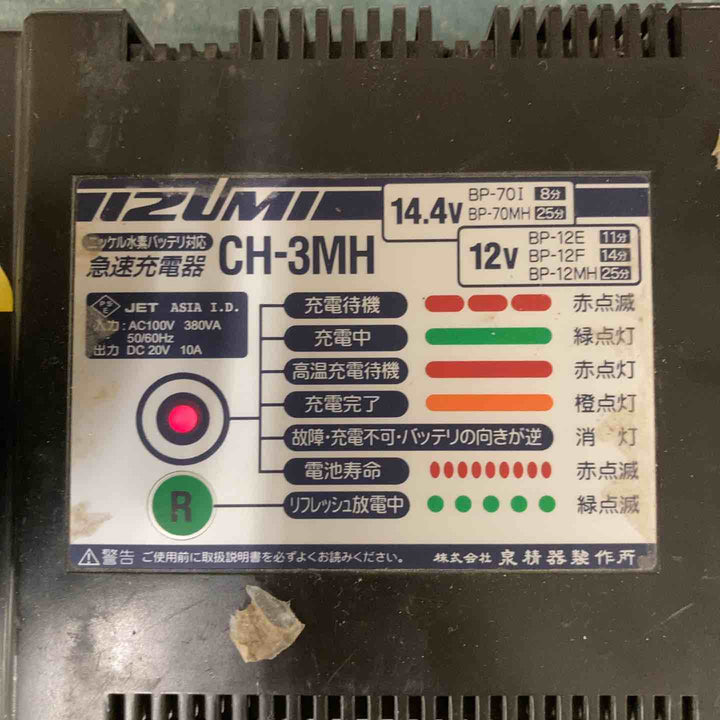 IZUMI
ニッケル水素バッテリ対応
急速充電器 CH-3MH
14.4V BP-70I 8分
BP-70MH 25分
12V BP-12E 11分
BP-12F 14分
BP-12MH 25分
PSE JET ASIA I.D.
入力: AC100V 380VA
50/60Hz
出力: DC 20V 10A
充電待機 赤点滅
充電中 緑点灯
高温充電待機 赤点灯
充電完了 橙点灯
故障・充電不可・バッテリの向きが逆 消灯
電池寿命 赤点滅
R リフレッシュ放電中 緑点滅
警告 ご使用前に取扱説明書を必ずよくお読みください。 株式会社 泉精器製作所